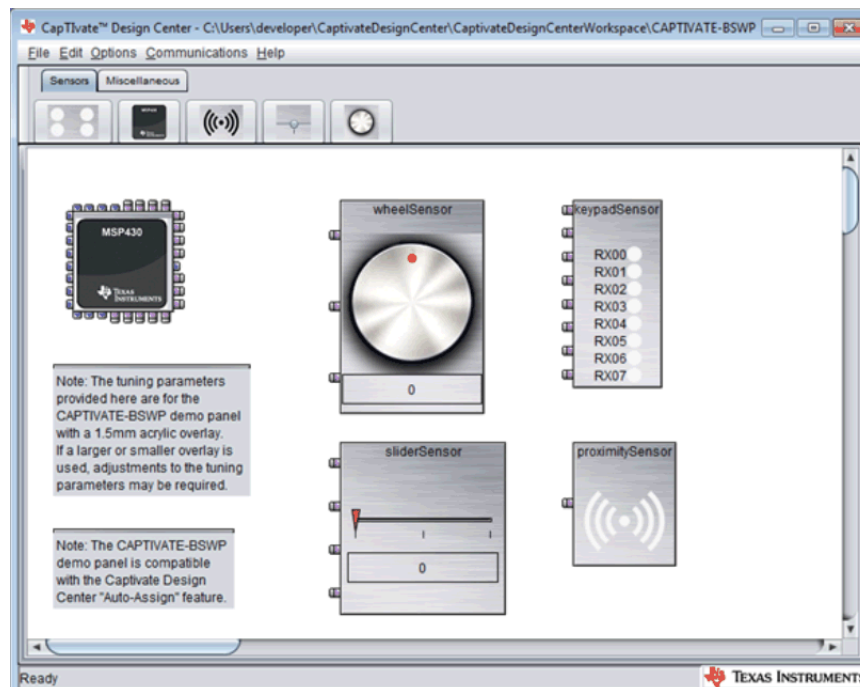 CapTIvate™ Design Center - C:\Users\developer\CaptivateDesignCenter\CaptivateDesignCenterWorkspace\CAPTIVATE-BSWP
File Edit Options Communications Help
Sensors Miscellaneous
MSP430
TEXAS
INSTRUMENTS
wheelSensor
0
keypadSensor
RX00
RX01
RX02
RX03
RX04
RX05
RX06
RX07
Note: The tuning parameters
provided here are for the
CAPTIVATE-BSWP demo panel
with a 1.5mm acrylic overlay.
If a larger or smaller overlay is
used, adjustments to the tuning
parameters may be required.
sliderSensor
0
proximitySensor
Note: The CAPTIVATE-BSWP
demo panel is compatible
with the Captivate Design
Center "Auto-Assign" feature.
Ready
TEXAS INSTRUMENTS